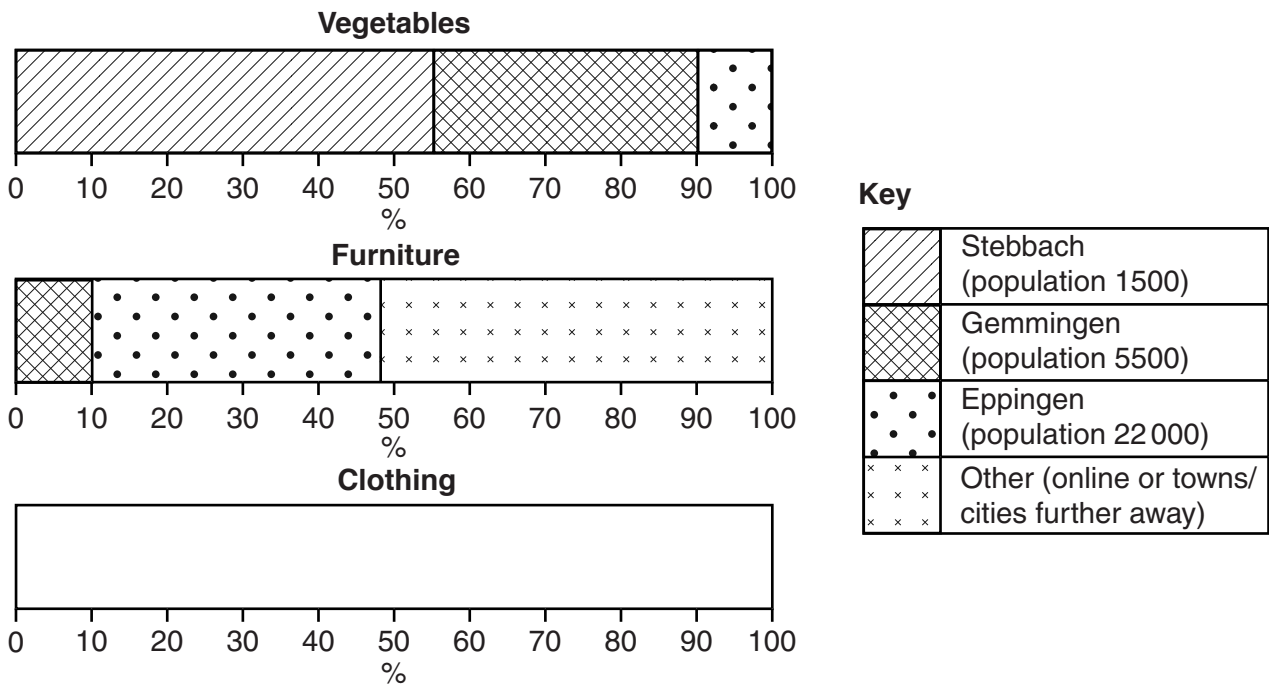 Vegetables
0 10 20 30 40 50 60 70 80 90 100
%
Furniture
0 10 20 30 40 50 60 70 80 90 100
%
Clothing
0 10 20 30 40 50 60 70 80 90 100
%
Key
Stebbach
(population 1500)
Gemmingen
(population 5500)
Eppingen
(population 22 000)
Other (online or towns/
cities further away)